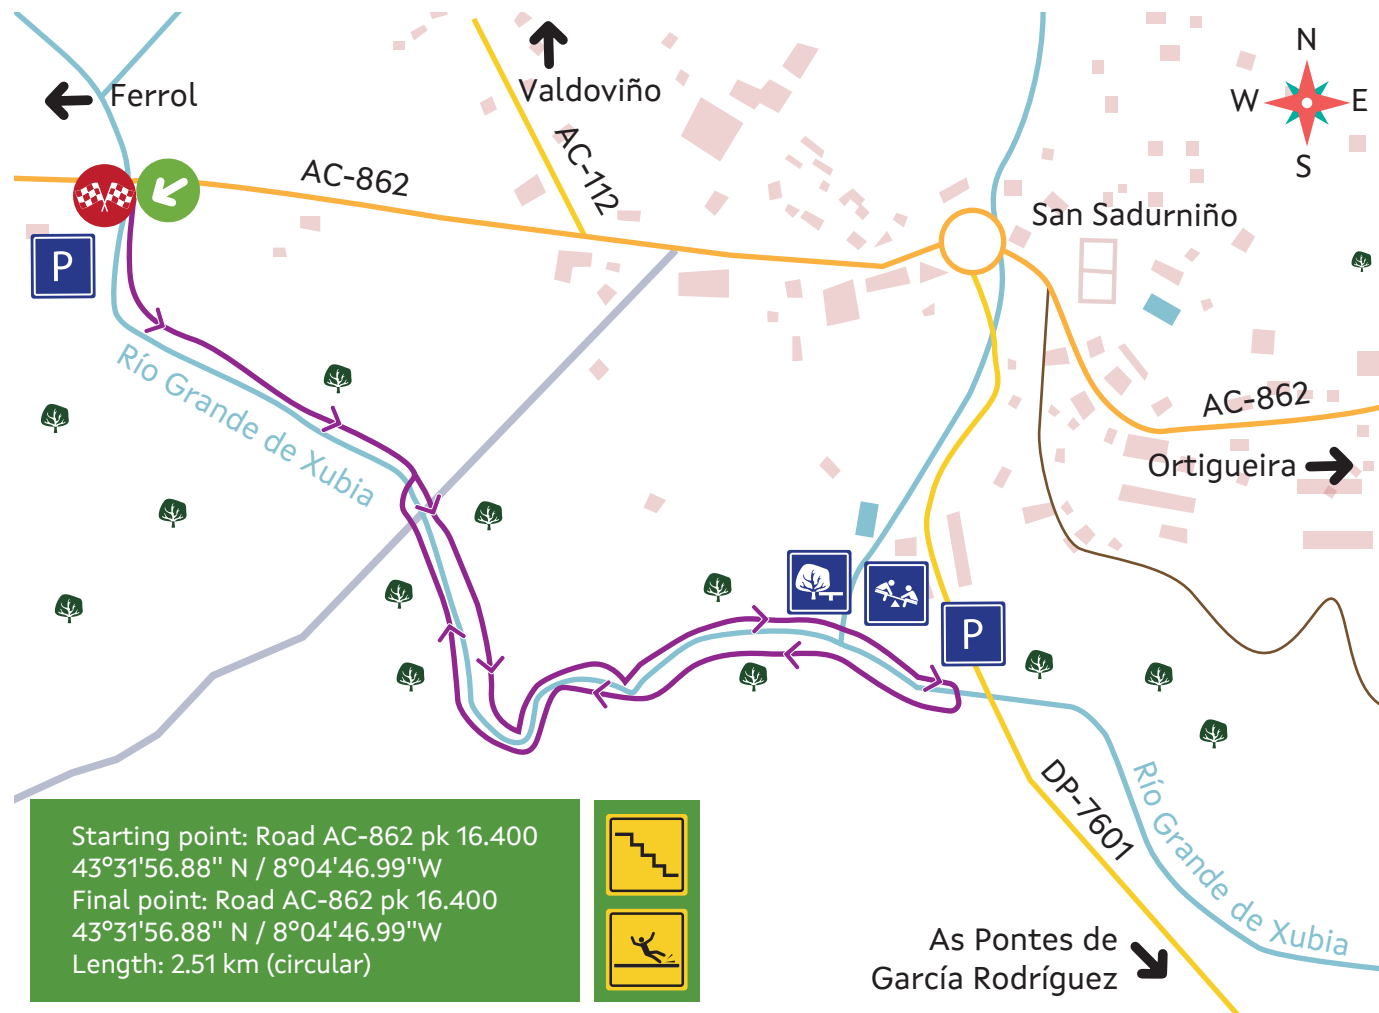 N
Valdoviño
Ferrol
W
E
S
AC-112
AC-862
San Sadurniño
P
Río Grande de Xubia
AC-862
Ortigueira
P
DP-7601
Río Grande de Xubia
Starting point: Road AC-862 pk 16.400
43°31'56.88'' N / 8°04'46.99''W
Final point: Road AC-862 pk 16.400
43°31'56.88'' N / 8°04'46.99''W
Length: 2.51 km (circular)
As Pontes de
García Rodríguez